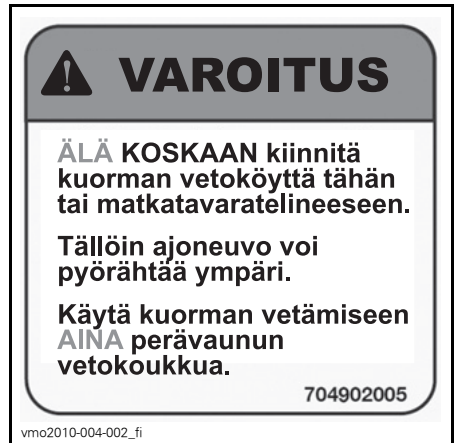 VAROITUS
ÄLÄ KOSKAAN kiinnitä
kuorman vetoköyttä tähän
tai matkatavaratelineeseen.
Tällöin ajoneuvo voi
pyörähtää ympäri.
Käytä kuorman vetämiseen
AINA perävaunun
vetokoukkua.
704902005
vmo2010-004-002_fi